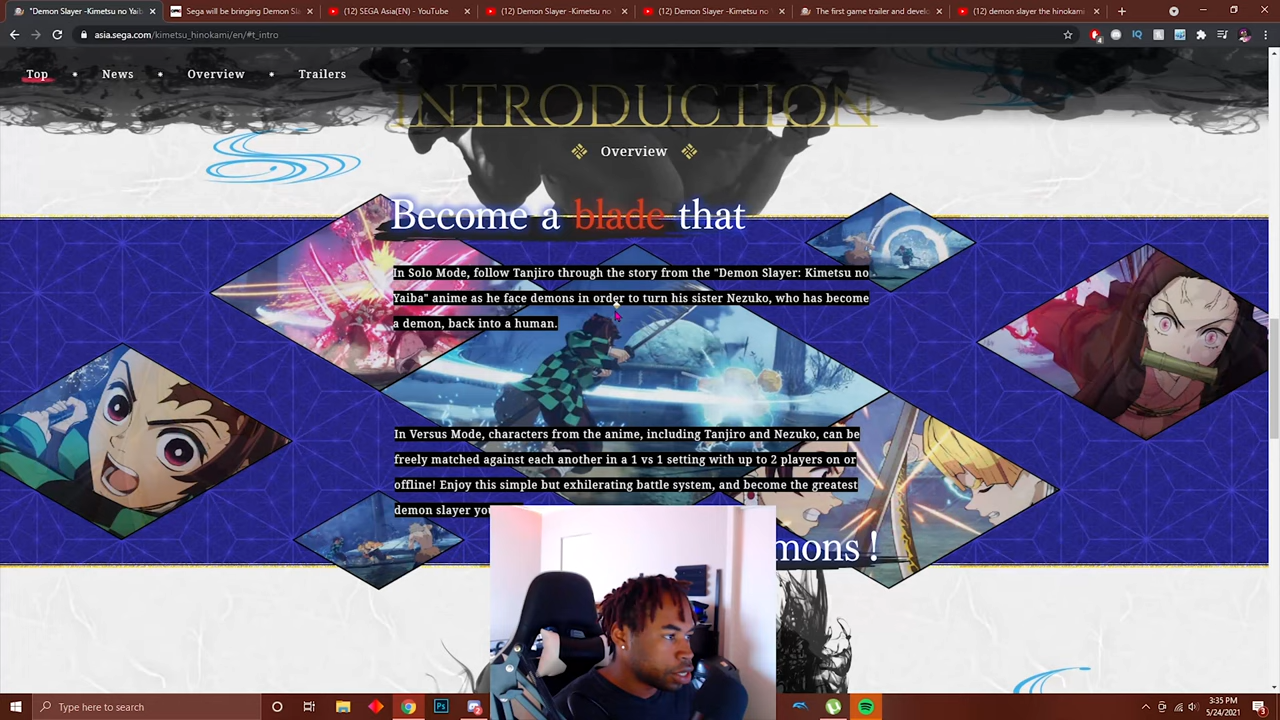 "Demon Slayer -Kimetsu no Yaib
Sega will be bringing Demon Sl
(12) SEGA Asia(EN) - YouTube
(12) Demon Slayer -Kimetsu no
(12) Demon Slayer -Kimetsu no
The first game trailer and devel
(12) demon slayer the hinokami
asia.sega.com/kimetsu_hinokami/en/#t_intro
Top
News
Overview
Trailers
INTRODUCTION
Overview
Become a blade that
In Solo Mode, follow Tanjiro through the story from the "Demon Slayer: Kimetsu no
Yaiba" anime as he face demons in order to turn his sister Nezuko, who has become
a demon, back into a human.
In Versus Mode, characters from the anime, including Tanjiro and Nezuko, can be
freely matched against each another in a 1 vs 1 setting with up to 2 players on or
offline! Enjoy this simple but exhilerating battle system, and become the greatest
demon slayer you
mons !
Type here to search
3:35 PM
5/24/2021